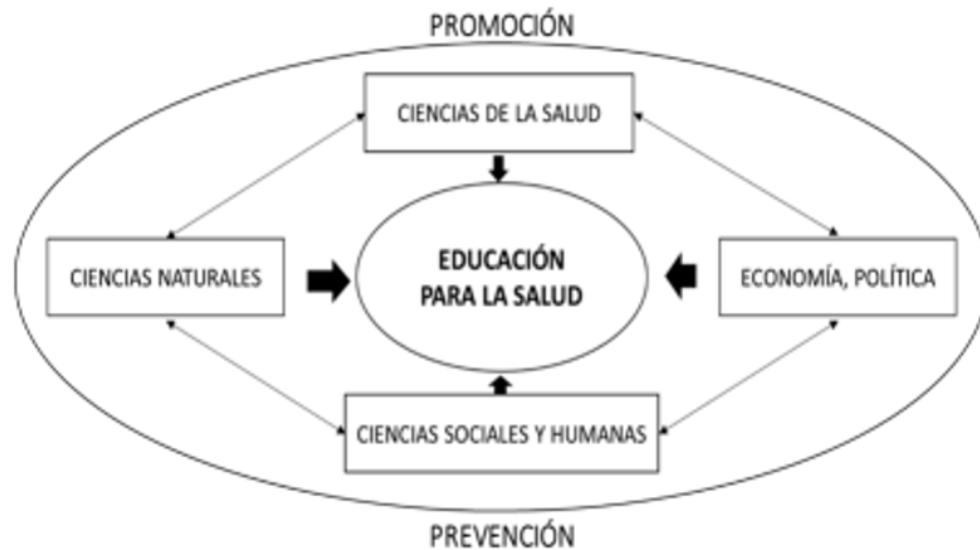 PROMOCIÓN
CIENCIAS DE LA SALUD
CIENCIAS NATURALES
EDUCACIÓN
PARA LA SALUD
ECONOMÍA, POLÍTICA
CIENCIAS SOCIALES Y HUMANAS
PREVENCIÓN